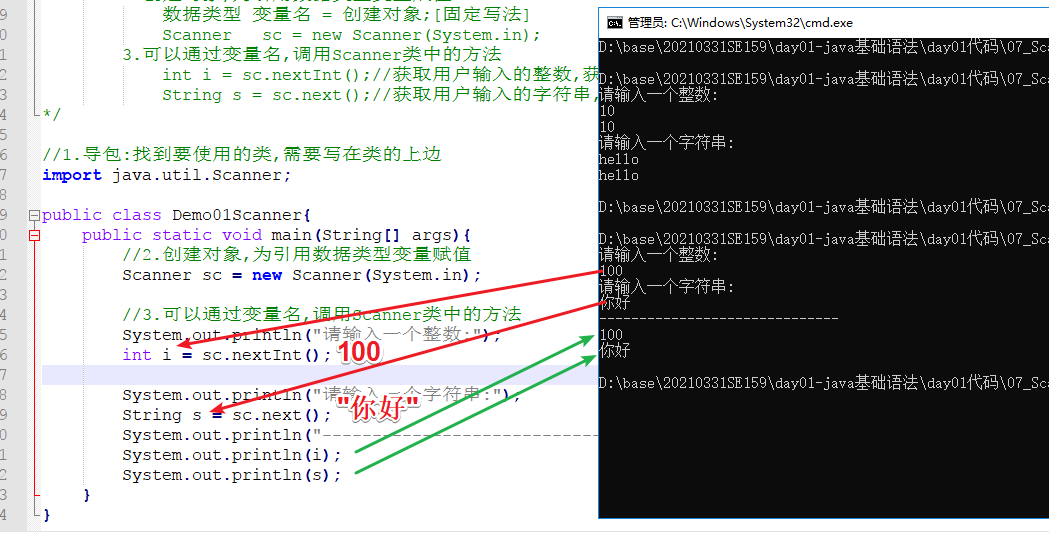 数据类型 变量名 = 创建对象;[固定写法]
Scanner sc = new Scanner(System.in);
3.可以通过变量名,调用Scanner类中的方法
int i = sc.nextInt();//获取用户输入的整数,获
String s = sc.next();//获取用户输入的字符串,
*/
//1.导包:找到要使用的类,需要写在类的上边
import java.util.Scanner;
public class Demo01Scanner{
public static void main(String[] args){
//2.创建对象,为引用数据类型变量赋值
Scanner sc = new Scanner(System.in);
//3.可以通过变量名,调用Scanner类中的方法
System.out.println("请输入一个整数:");
int i = sc.nextInt();
100
System.out.println("请输入一个字符串:");
"你好"
String s = sc.next();
System.out.println("----------------------------
System.out.println(i);
System.out.println(s);
}
}
管理员: C:\Windows\System32\cmd.exe
D:\base\20210331SE159\day01-java基础语法\day01代码\07_Sca
D:\base\20210331SE159\day01-java基础语法\day01代码\07_Sca
请输入一个整数:
10
10
请输入一个字符串:
hello
hello
D:\base\20210331SE159\day01-java基础语法\day01代码\07_Sca
D:\base\20210331SE159\day01-java基础语法\day01代码\07_Sca
请输入一个整数:
100
请输入一个字符串:
你好
----------------------------
100
你好
D:\base\20210331SE159\day01-java基础语法\day01代码\07_Sca